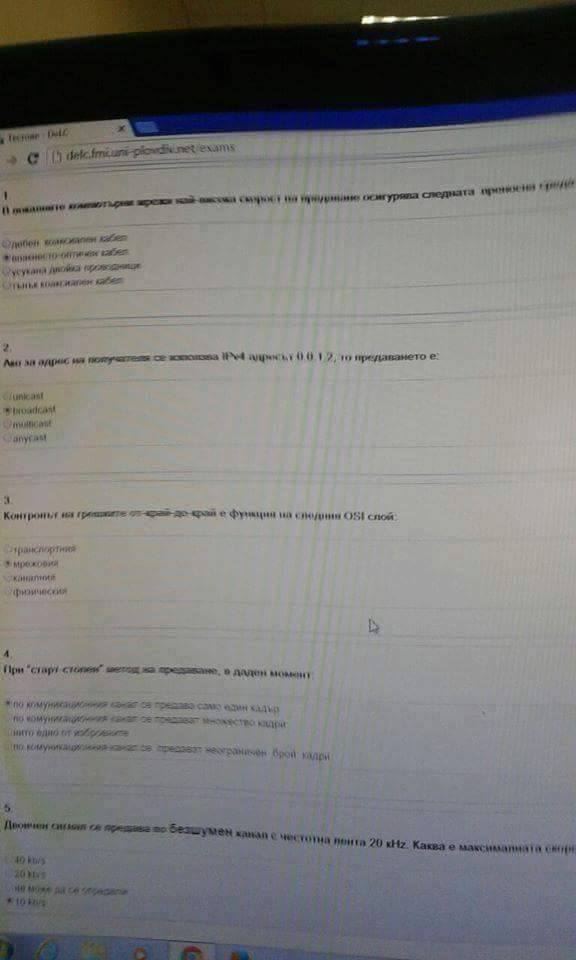 Тестове - DeLC
delc.fmi.uni-plovdiv.net/exams
1
В локалните компютърни мрежи най-висока скорост на предаване осигурява следната преносна среда
дебел коаксиален кабел
влакнесто-оптичен кабел
усукана двойка проводници
тънък коаксиален кабел
2.
Ако за адрес на получателя се използва IPv4 адресът 0.0.1.2, то предаването е:
unicast
broadcast
multicast
anycast
3.
Контролът на грешките от-край-до-край е функция на следния OSI слой:
транспортния
мрежовия
каналния
физическия
4.
При "старт-стопен" метод на предаване, в даден момент:
по комуникационния канал се предава само един кадър
по комуникационния канал се предават множество кадри
нито едно от изброените
по комуникационния канал се предават неограничен брой кадри
5.
Двоичен сигнал се предава по безшумен канал с честотна лента 20 kHz. Каква е максималната
40 kb/s
20 kb/s
не може да се определи
10 kb/s